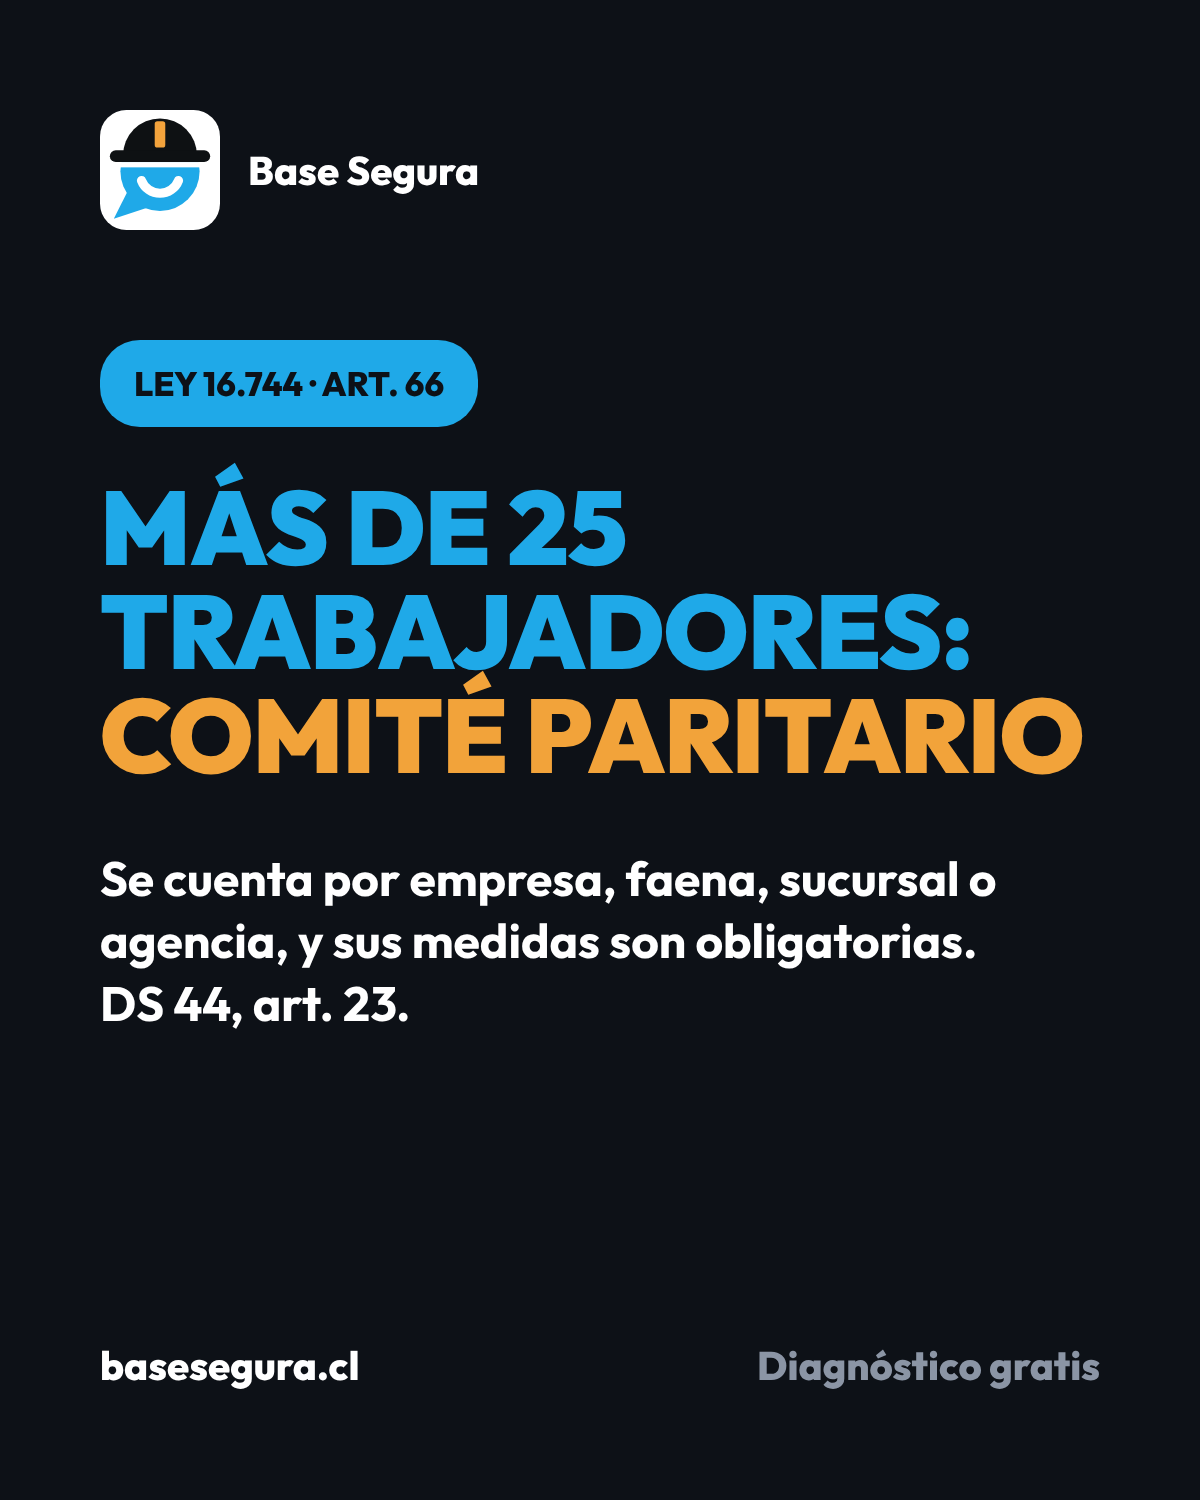 Base Segura
LEY 16.744 · ART. 66
MÁS DE 25
TRABAJADORES:
COMITÉ PARITARIO
Se cuenta por empresa, faena, sucursal o
agencia, y sus medidas son obligatorias.
DS 44, art. 23.
basesegura.cl
Diagnóstico gratis